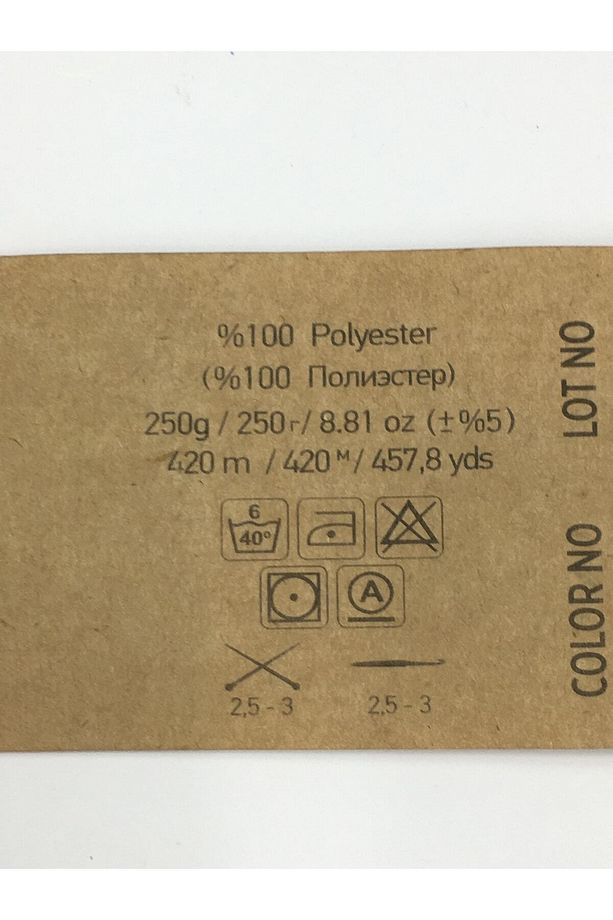 %100 Polyester
(%100 Полиэстер)
250g / 250г / 8.81 oz (±%5)
420 m / 420 м / 457,8 yds
6
40°
A
2,5 - 3
2,5 - 3
LOT NO
COLOR NO